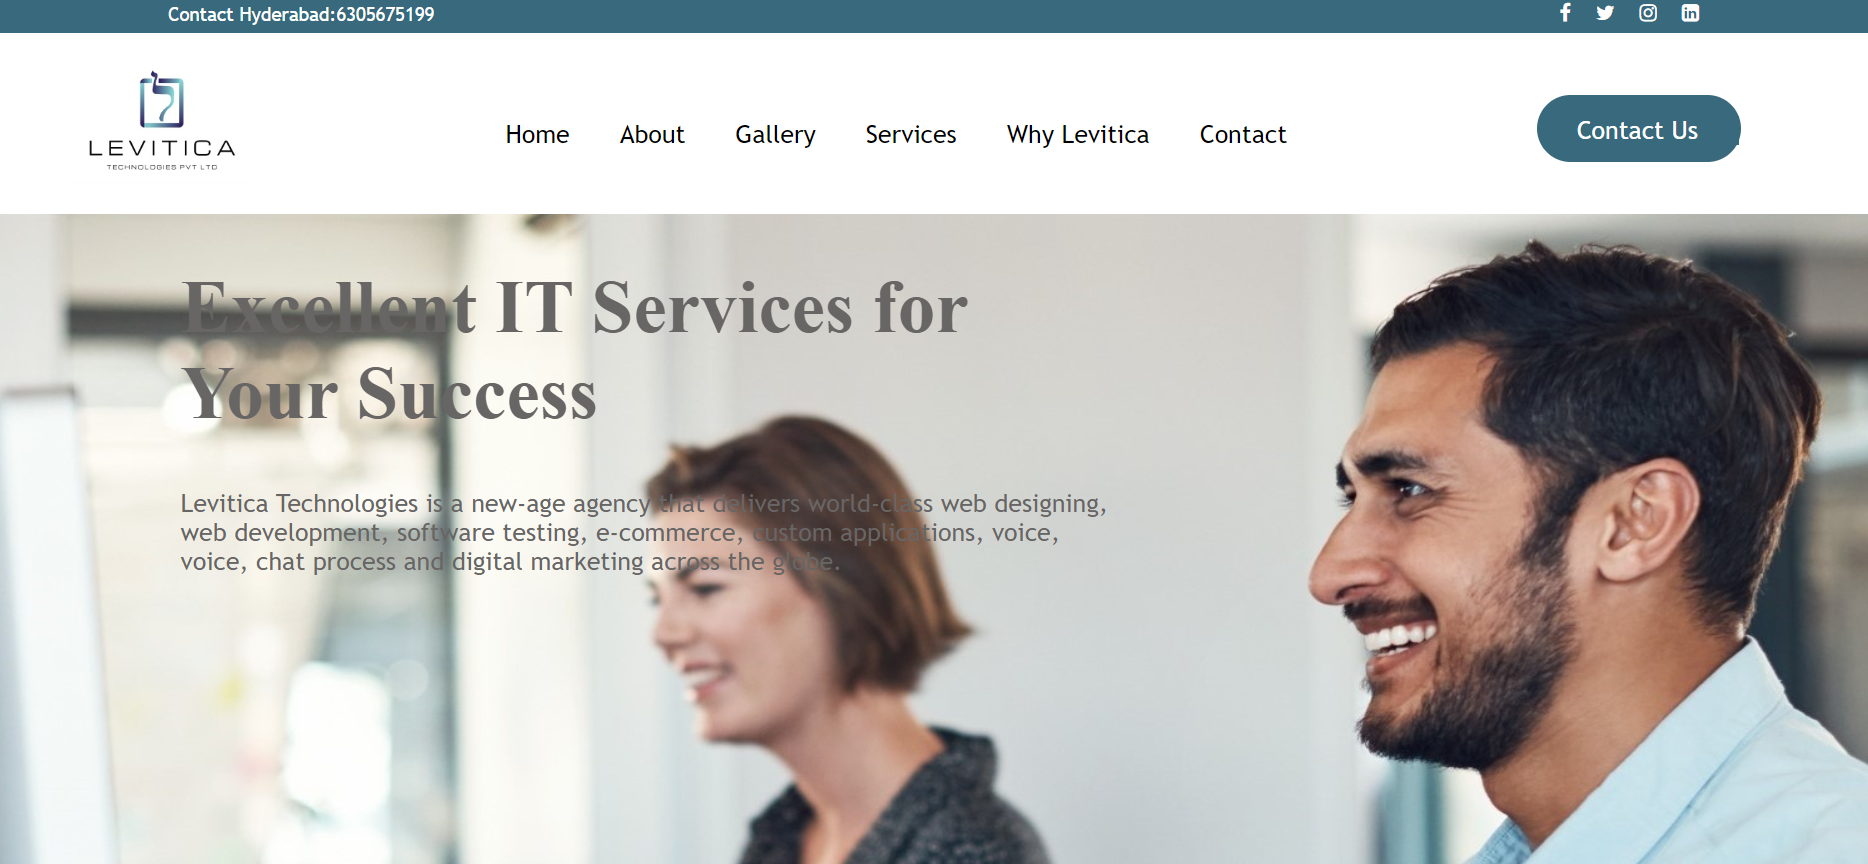 Contact Hyderabad:6305675199
LEVITICA
TECHNOLOGIES PVT LTD
Home About Gallery Services Why Levitica Contact
Contact Us
Excellent IT Services for
Your Success
Levitica Technologies is a new-age agency that delivers world-class web designing,
web development, software testing, e-commerce, custom applications, voice,
voice, chat process and digital marketing across the globe.